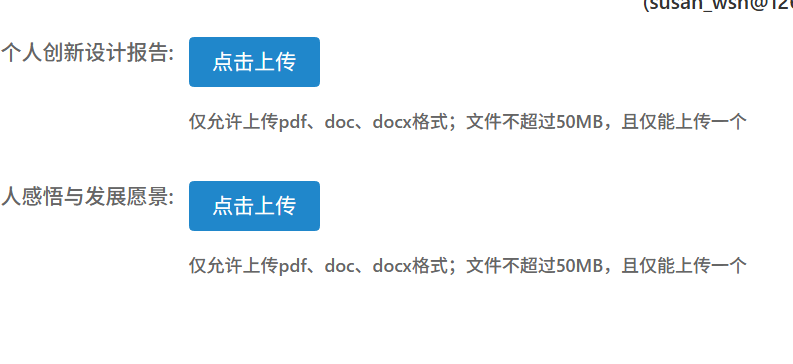 (susan_wsh@126
个人创新设计报告: 点击上传
仅允许上传pdf、doc、docx格式；文件不超过50MB，且仅能上传一个
人感悟与发展愿景: 点击上传
仅允许上传pdf、doc、docx格式；文件不超过50MB，且仅能上传一个